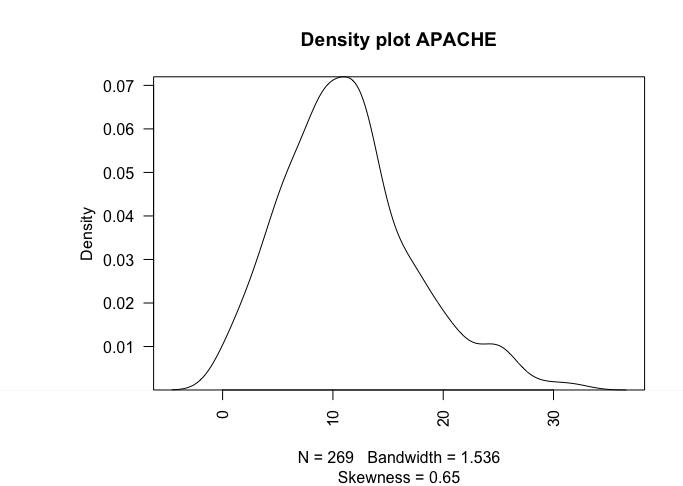 Density plot APACHE
Density
0.07
0.06
0.05
0.04
0.03
0.02
0.01
0
10
20
30
N = 269 Bandwidth = 1.536
Skewness = 0.65